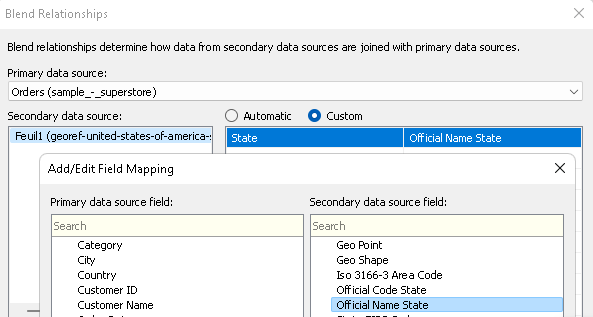 Blend Relationships
Blend relationships determine how data from secondary data sources are joined with primary data sources.
Primary data source:
Orders (sample_-_superstore)
Secondary data source:
Automatic
Custom
Feuil1 (georef-united-states-of-america-
State
Official Name State
Add/Edit Field Mapping
Primary data source field:
Secondary data source field:
Search
Search
Category
City
Country
Customer ID
Customer Name
Geo Point
Geo Shape
Iso 3166-3 Area Code
Official Code State
Official Name State